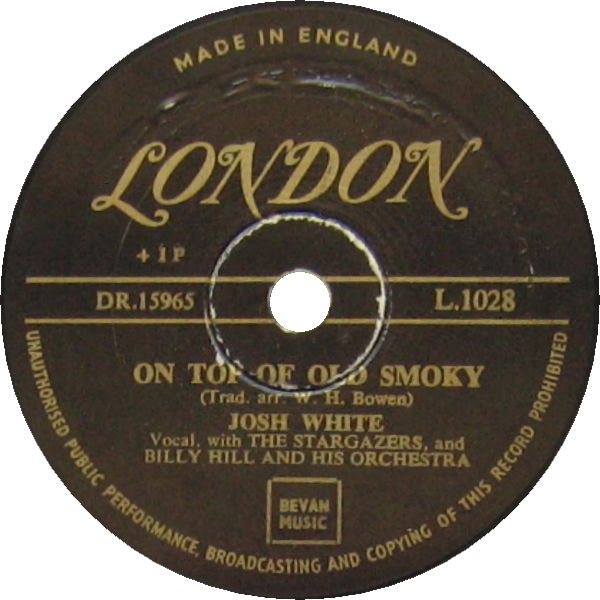 MADE IN ENGLAND
LONDON
+ 1P
DR.15965 L.1028
ON TOP OF OLD SMOKY
(Trad. arr. W. H. Bowen)
JOSH WHITE
Vocal, with THE STARGAZERS, and
BILLY HILL AND HIS ORCHESTRA
BEVAN
MUSIC
UNAUTHORISED PUBLIC PERFORMANCE, BROADCASTING AND COPYING OF THIS RECORD PROHIBITED